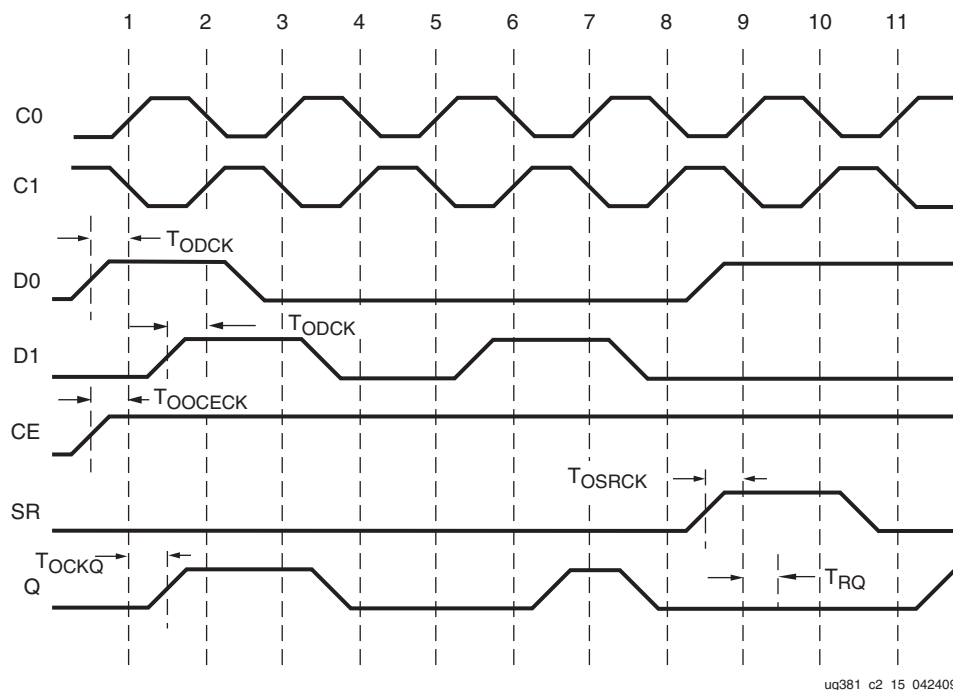 1 2 3 4 5 6 7 8 9 10 11
C0
C1
TODCK
D0
TODCK
D1
TOOCECK
CE
TOSRCK
SR
TOCKQ
TRQ
Q
ug381_c2_15_042409